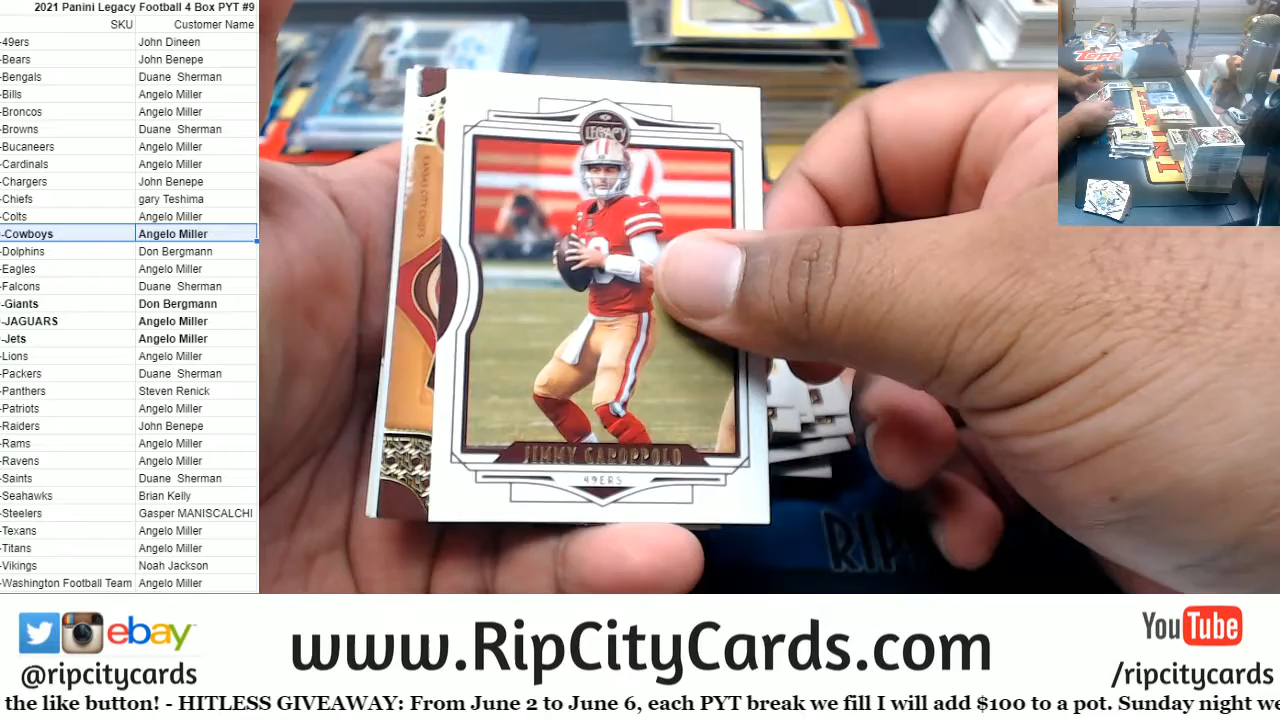 2021 Panini Legacy Football 4 Box PYT #9
SKU Customer Name
-49ers John Dineen
-Bears John Benepe
-Bengals Duane Sherman
-Bills Angelo Miller
-Broncos Angelo Miller
-Browns Duane Sherman
-Bucaneers Angelo Miller
-Cardinals Angelo Miller
-Chargers John Benepe
-Chiefs gary Teshima
-Colts Angelo Miller
-Cowboys Angelo Miller
-Dolphins Don Bergmann
-Eagles Angelo Miller
-Falcons Duane Sherman
-Giants Don Bergmann
-JAGUARS Angelo Miller
-Jets Angelo Miller
-Lions Angelo Miller
-Packers Duane Sherman
-Panthers Steven Renick
-Patriots Angelo Miller
-Raiders John Benepe
-Rams Angelo Miller
-Ravens Angelo Miller
-Saints Duane Sherman
-Seahawks Brian Kelly
-Steelers Gasper MANISCALCHI
-Texans Angelo Miller
-Titans Angelo Miller
-Vikings Noah Jackson
-Washington Football Team Angelo Miller
LEGACY
KANSAS CITY CHIEFS
JIMMY GAROPPOLO
49ERS
RIP
ebay
@ripcitycards
www.RipCityCards.com
YouTube
/ripcitycards
the like button! - HITLESS GIVEAWAY: From June 2 to June 6, each PYT break we fill I will add $100 to a pot. Sunday night we